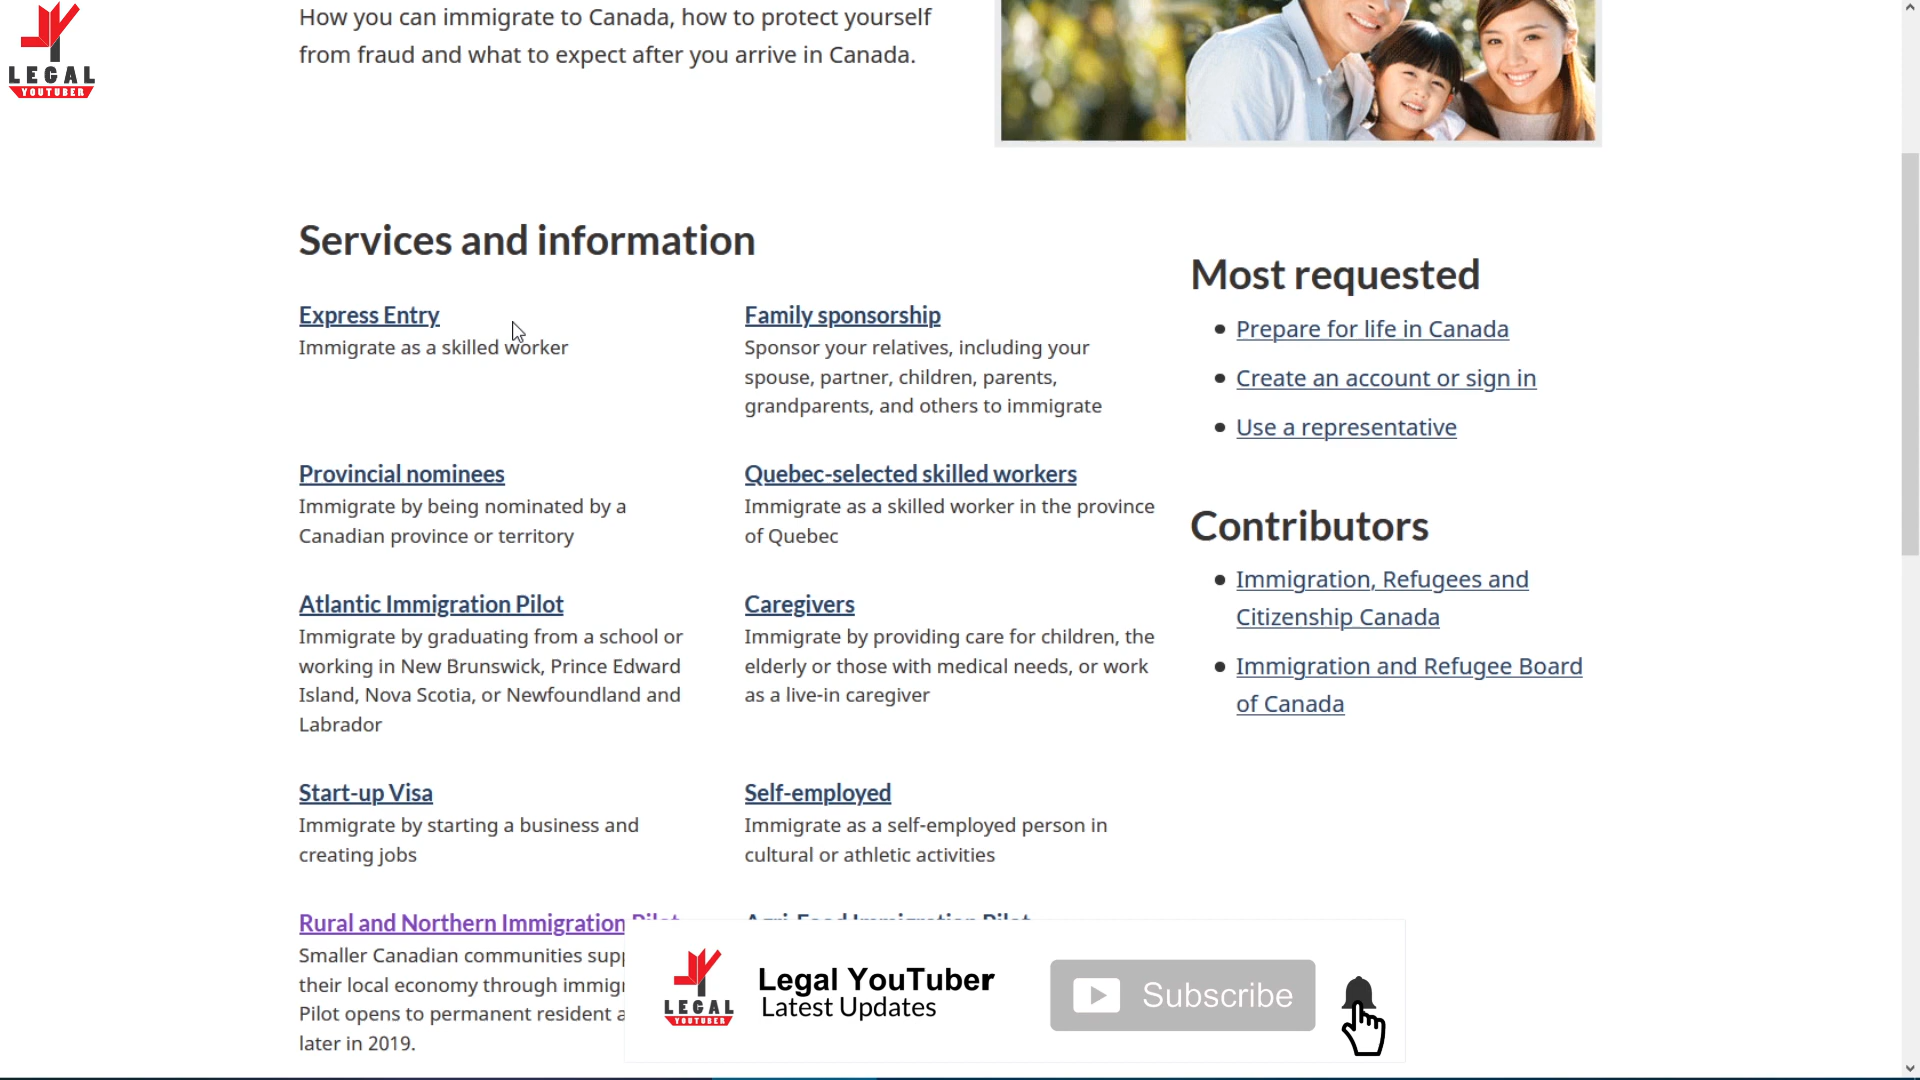 LEGAL
YOUTUBER
How you can immigrate to Canada, how to protect yourself
from fraud and what to expect after you arrive in Canada.
Services and information
Express Entry
Immigrate as a skilled worker
Family sponsorship
Sponsor your relatives, including your
spouse, partner, children, parents,
grandparents, and others to immigrate
Provincial nominees
Immigrate by being nominated by a
Canadian province or territory
Quebec-selected skilled workers
Immigrate as a skilled worker in the province
of Quebec
Atlantic Immigration Pilot
Immigrate by graduating from a school or
working in New Brunswick, Prince Edward
Island, Nova Scotia, or Newfoundland and
Labrador
Caregivers
Immigrate by providing care for children, the
elderly or those with medical needs, or work
as a live-in caregiver
Start-up Visa
Immigrate by starting a business and
creating jobs
Self-employed
Immigrate as a self-employed person in
cultural or athletic activities
Rural and Northern Immigration Pilot
Smaller Canadian communities supp
their local economy through immigr
Pilot opens to permanent resident a
later in 2019.
Agri-Food Immigration Pilot
Most requested
Prepare for life in Canada
Create an account or sign in
Use a representative
Contributors
Immigration, Refugees and
Citizenship Canada
Immigration and Refugee Board
of Canada
LEGAL
YOUTUBER
Legal YouTuber
Latest Updates
Subscribe